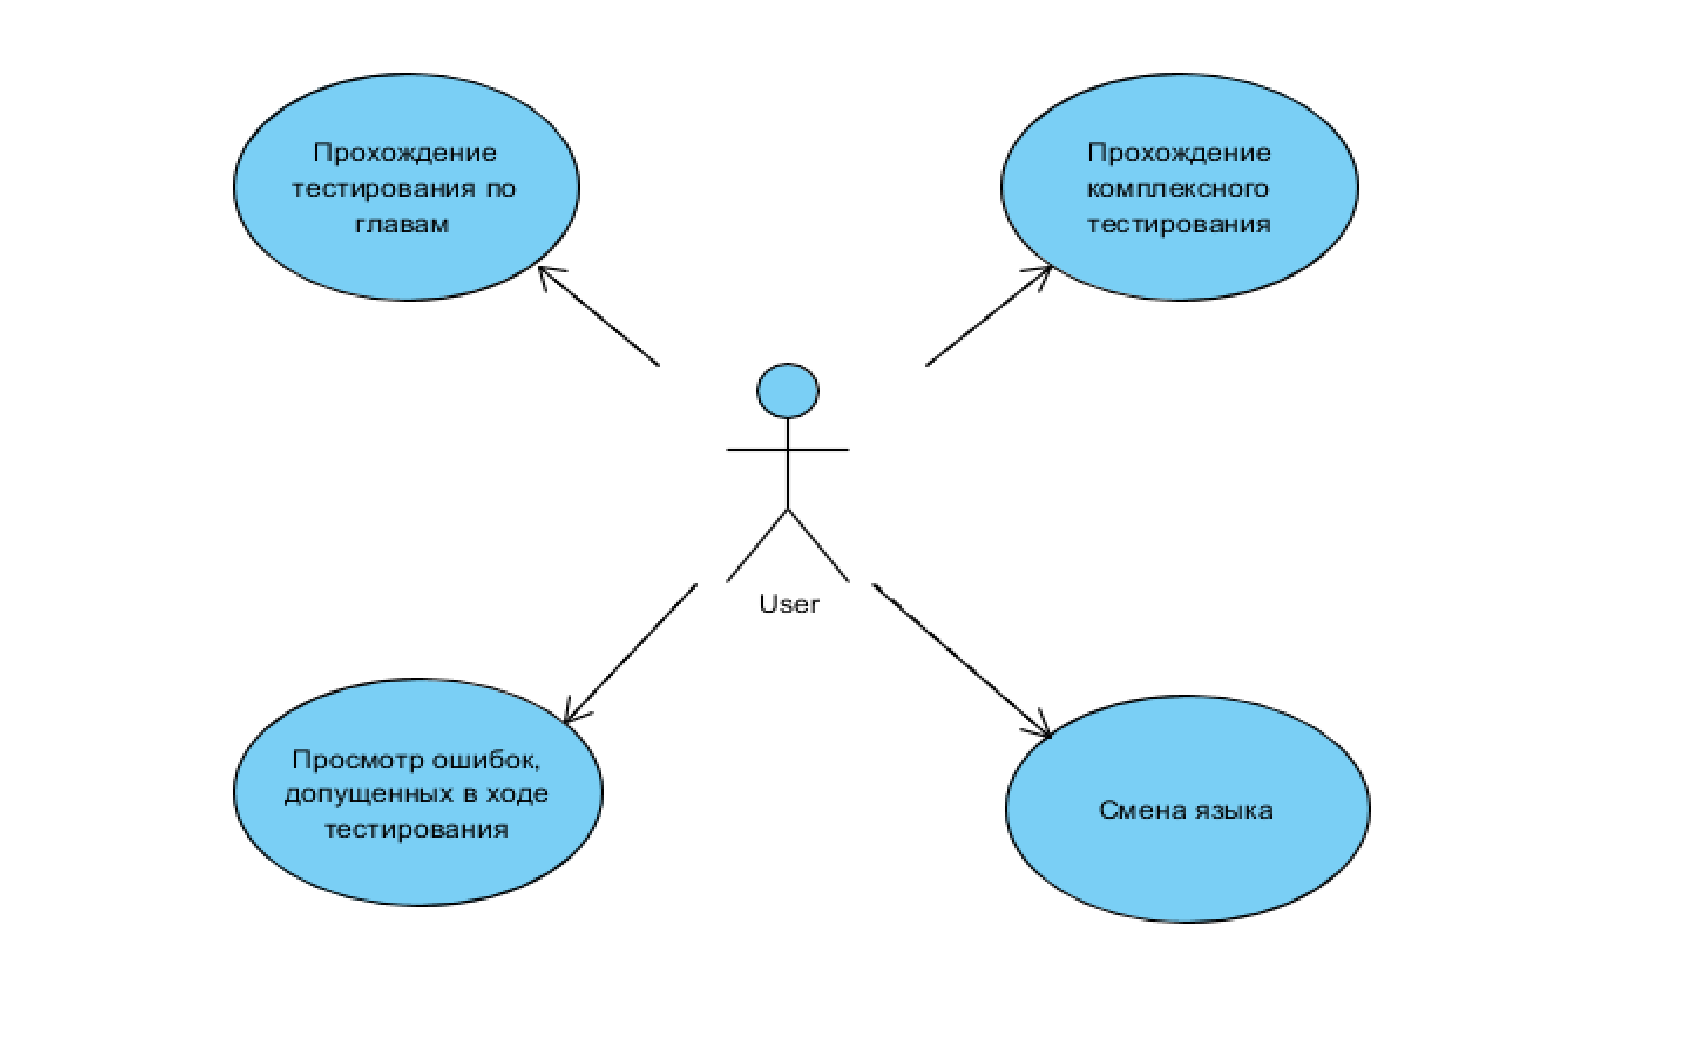 Прохождение
тестирования по
главам
Прохождение
комплексного
тестирования
User
Просмотр ошибок,
допущенных в ходе
тестирования
Смена языка